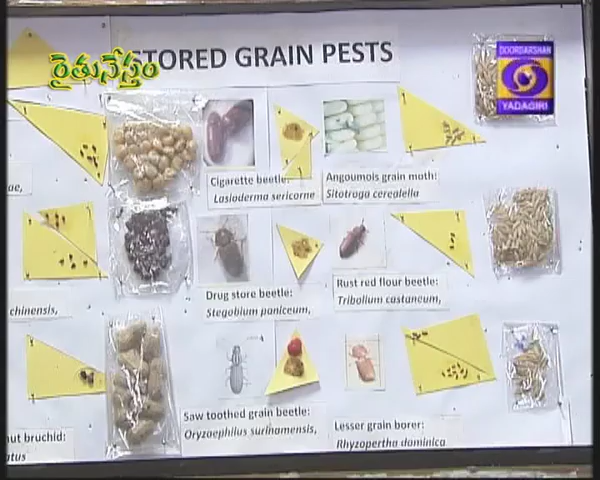 రైతునేస్తం
STORED GRAIN PESTS
DOORDARSHAN
YADAGIRI
Cigarette beetle:
Lasioderma sericorne
Angoumois grain moth:
Sitotroga cerealella
ae,
Drug store beetle:
Stegobium paniceum,
Rust red flour beetle:
Tribolium castaneum,
chinensis,
Saw toothed grain beetle:
Oryzaephilus surinamensis,
Lesser grain borer:
Rhyzopertha dominica
nut bruchid:
atus